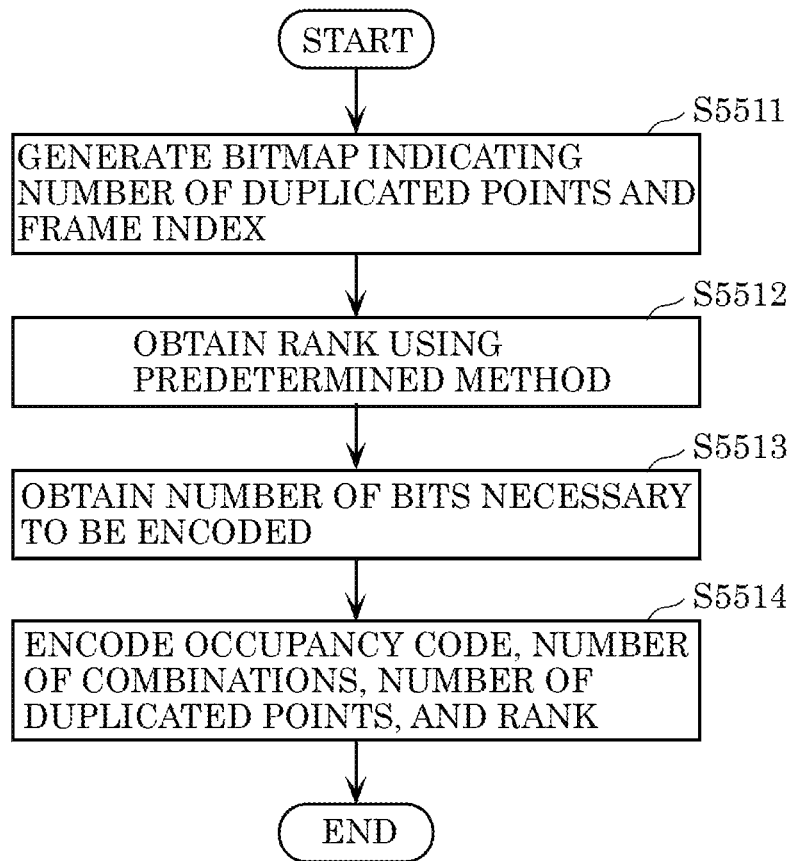 START
S5511
GENERATE BITMAP INDICATING
NUMBER OF DUPLICATED POINTS AND
FRAME INDEX
S5512
OBTAIN RANK USING
PREDETERMINED METHOD
S5513
OBTAIN NUMBER OF BITS NECESSARY
TO BE ENCODED
S5514
ENCODE OCCUPANCY CODE, NUMBER
OF COMBINATIONS, NUMBER OF
DUPLICATED POINTS, AND RANK
END